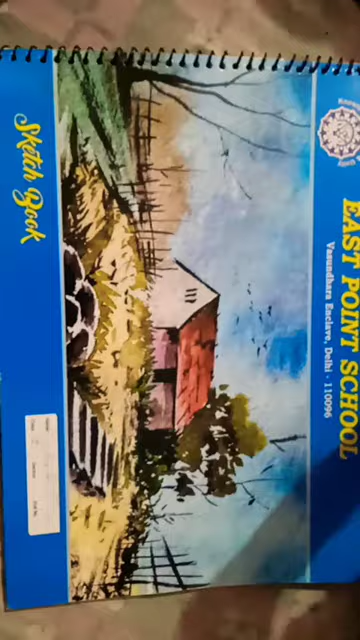 EAST POINT SCHOOL
Vasundhara Enclave, Delhi - 110096
Sketch Book